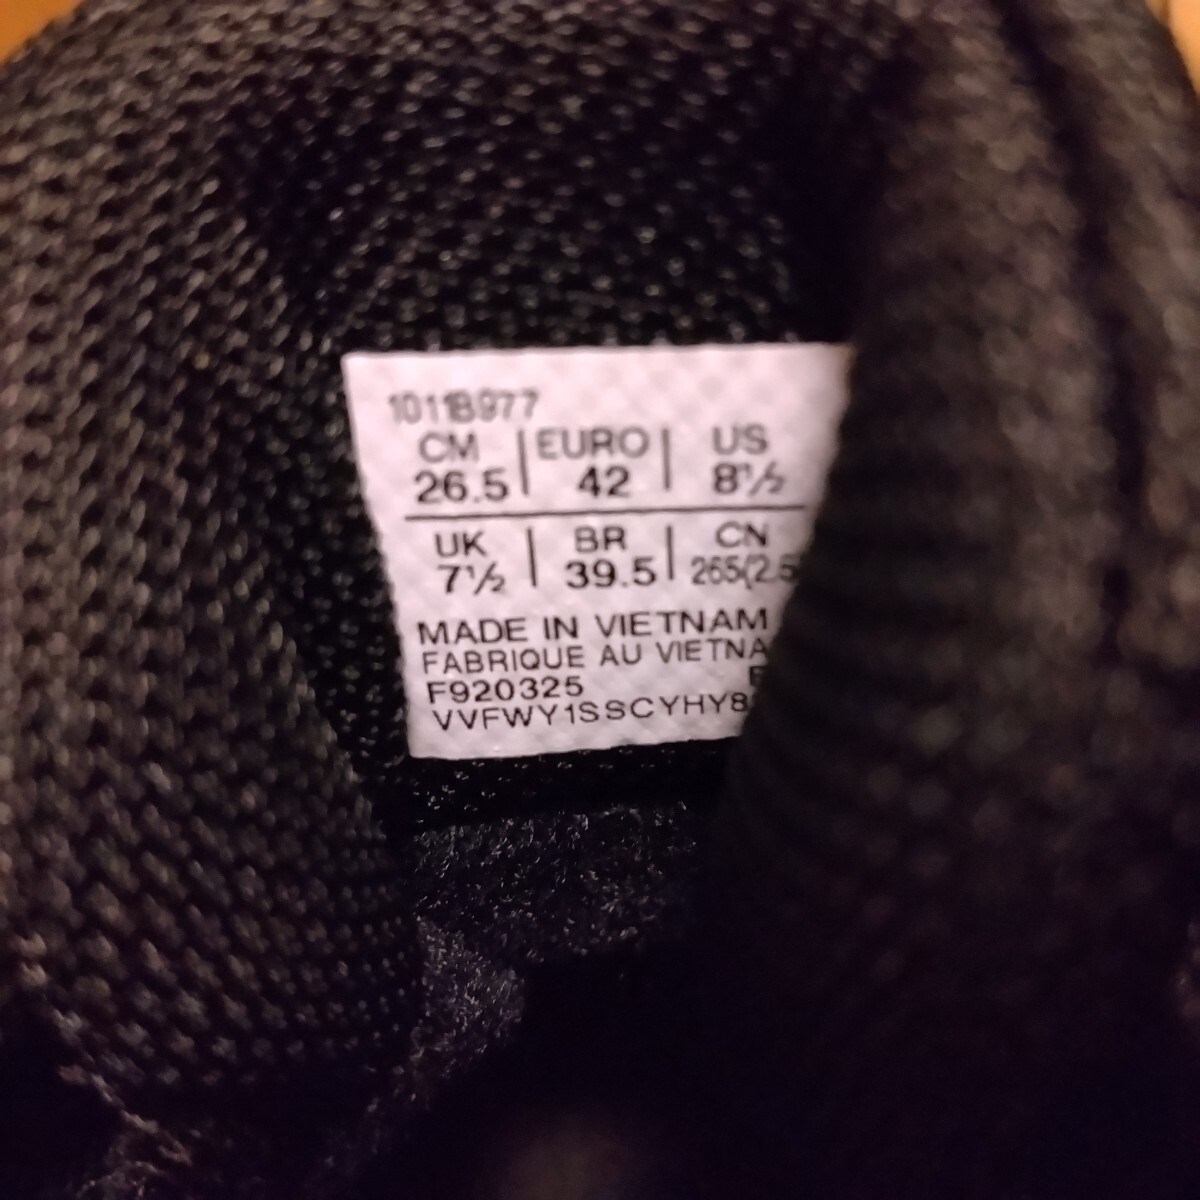 1011B977
CM | EURO | US
26.5 | 42 | 8½
UK | BR | CN
7½ | 39.5 | 265(2.5
MADE IN VIETNAM
FABRIQUE AU VIETNA
F920325
VVFWY1SSCYHY8